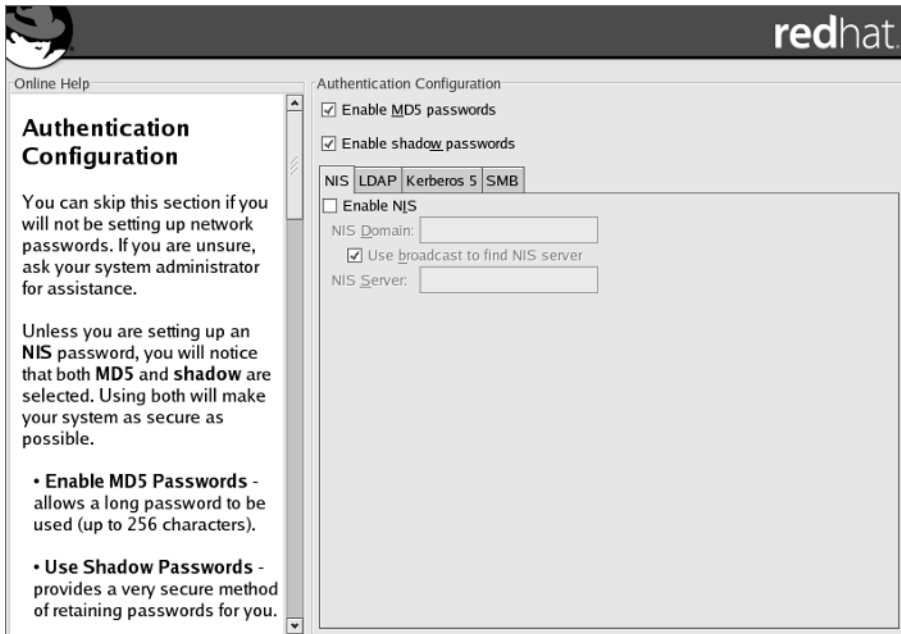 redhat.
Online Help
Authentication
Configuration
You can skip this section if you
will not be setting up network
passwords. If you are unsure,
ask your system administrator
for assistance.
Unless you are setting up an
NIS password, you will notice
that both MD5 and shadow are
selected. Using both will make
your system as secure as
possible.
• Enable MD5 Passwords -
allows a long password to be
used (up to 256 characters).
• Use Shadow Passwords -
provides a very secure method
of retaining passwords for you.
Authentication Configuration
Enable MD5 passwords
Enable shadow passwords
NIS LDAP Kerberos 5 SMB
Enable NIS
NIS Domain:
Use broadcast to find NIS server
NIS Server: